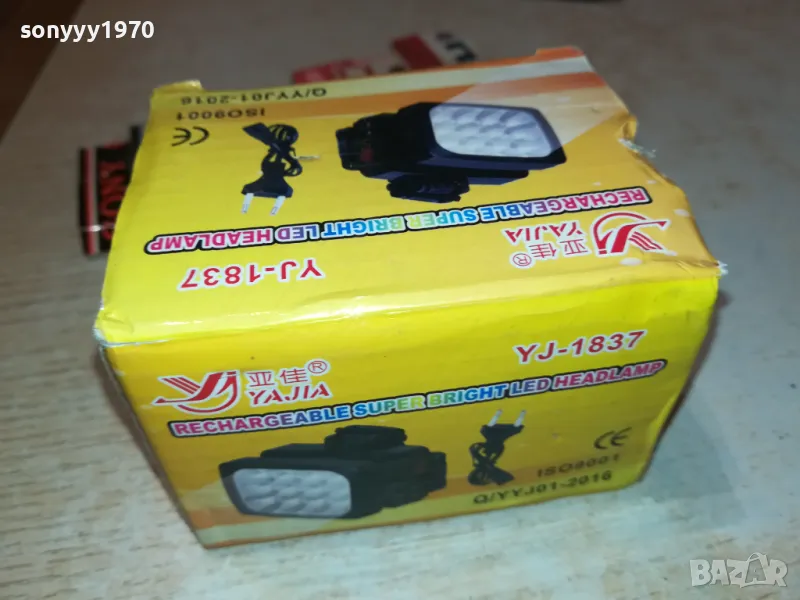 sonyyy1970
Q/YYJ01-2016
ISO9001
CE
RECHARGEABLE SUPER BRIGHT LED HEADLAMP
亚佳®
YAJIA
YJ-1837
YJ-1837
亚佳®
YAJIA
RECHARGEABLE SUPER BRIGHT LED HEADLAMP
CE
ISO9001
Q/YYJ01-2016
SONY
BAZAR